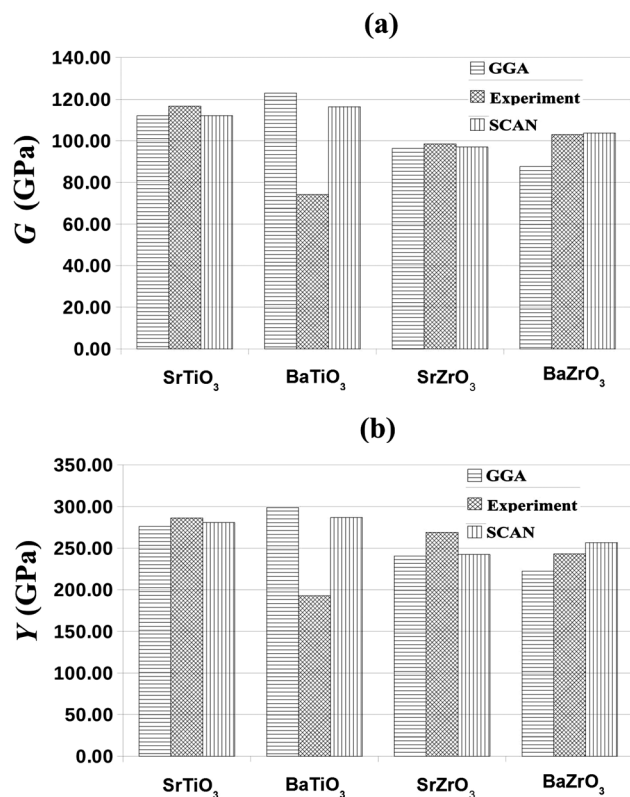 (a)
G (GPa)
140.00
120.00
100.00
80.00
60.00
40.00
20.00
0.00
GGA
Experiment
SCAN
SrTiO₃
BaTiO₃
SrZrO₃
BaZrO₃
(b)
Y (GPa)
350.00
300.00
250.00
200.00
150.00
100.00
50.00
0.00
GGA
Experiment
SCAN
SrTiO₃
BaTiO₃
SrZrO₃
BaZrO₃